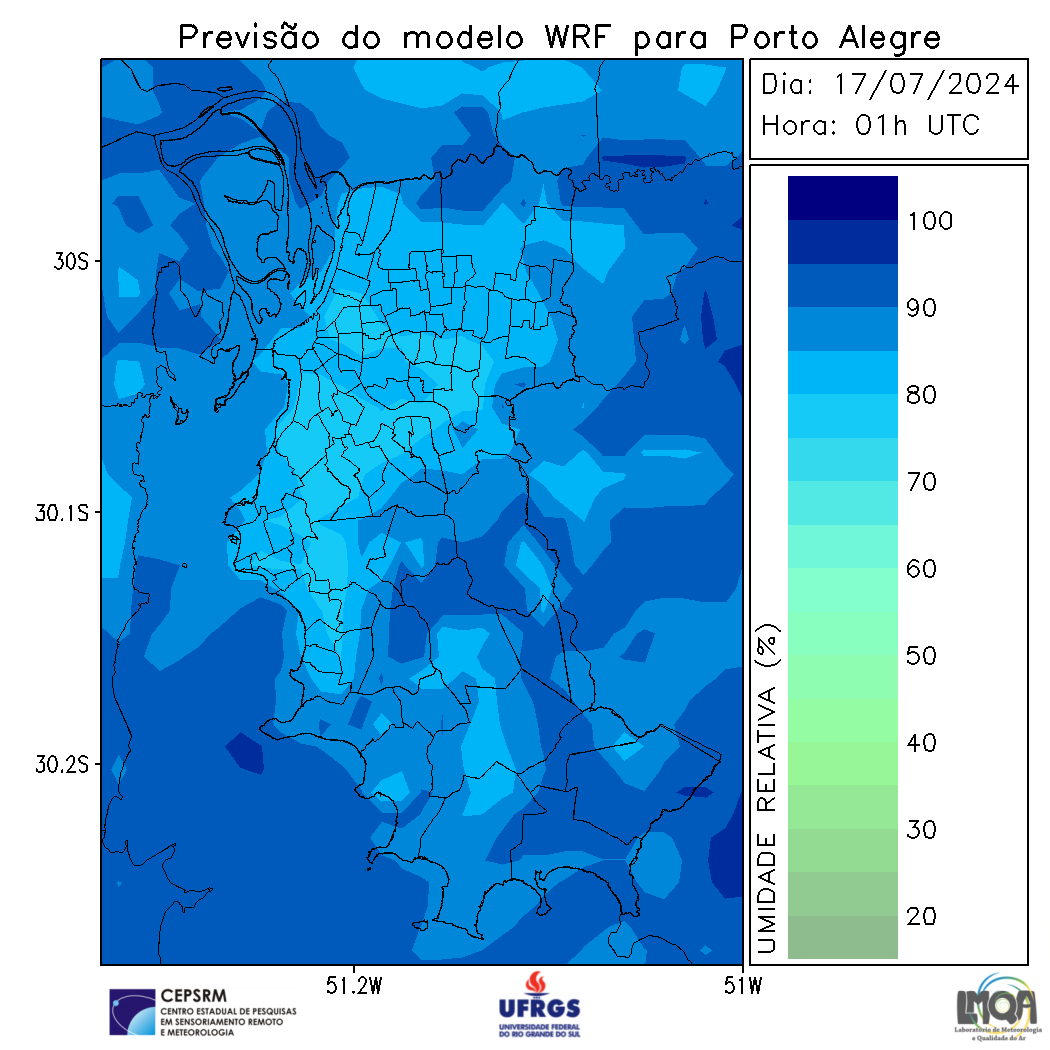 Previsão do modelo WRF para Porto Alegre
Dia: 17/07/2024
Hora: 01h UTC
100
90
80
70
60
50
40
30
20
UMIDADE RELATIVA (%)
30S
30.1S
30.2S
51.2W
51W
CEPSRM
CENTRO ESTADUAL DE PESQUISAS
EM SENSORIAMENTO REMOTO
E METEOROLOGIA
UFRGS
UNIVERSIDADE FEDERAL
DO RIO GRANDE DO SUL
LMQA
Laboratório de Meteorologia
e Qualidade do Ar